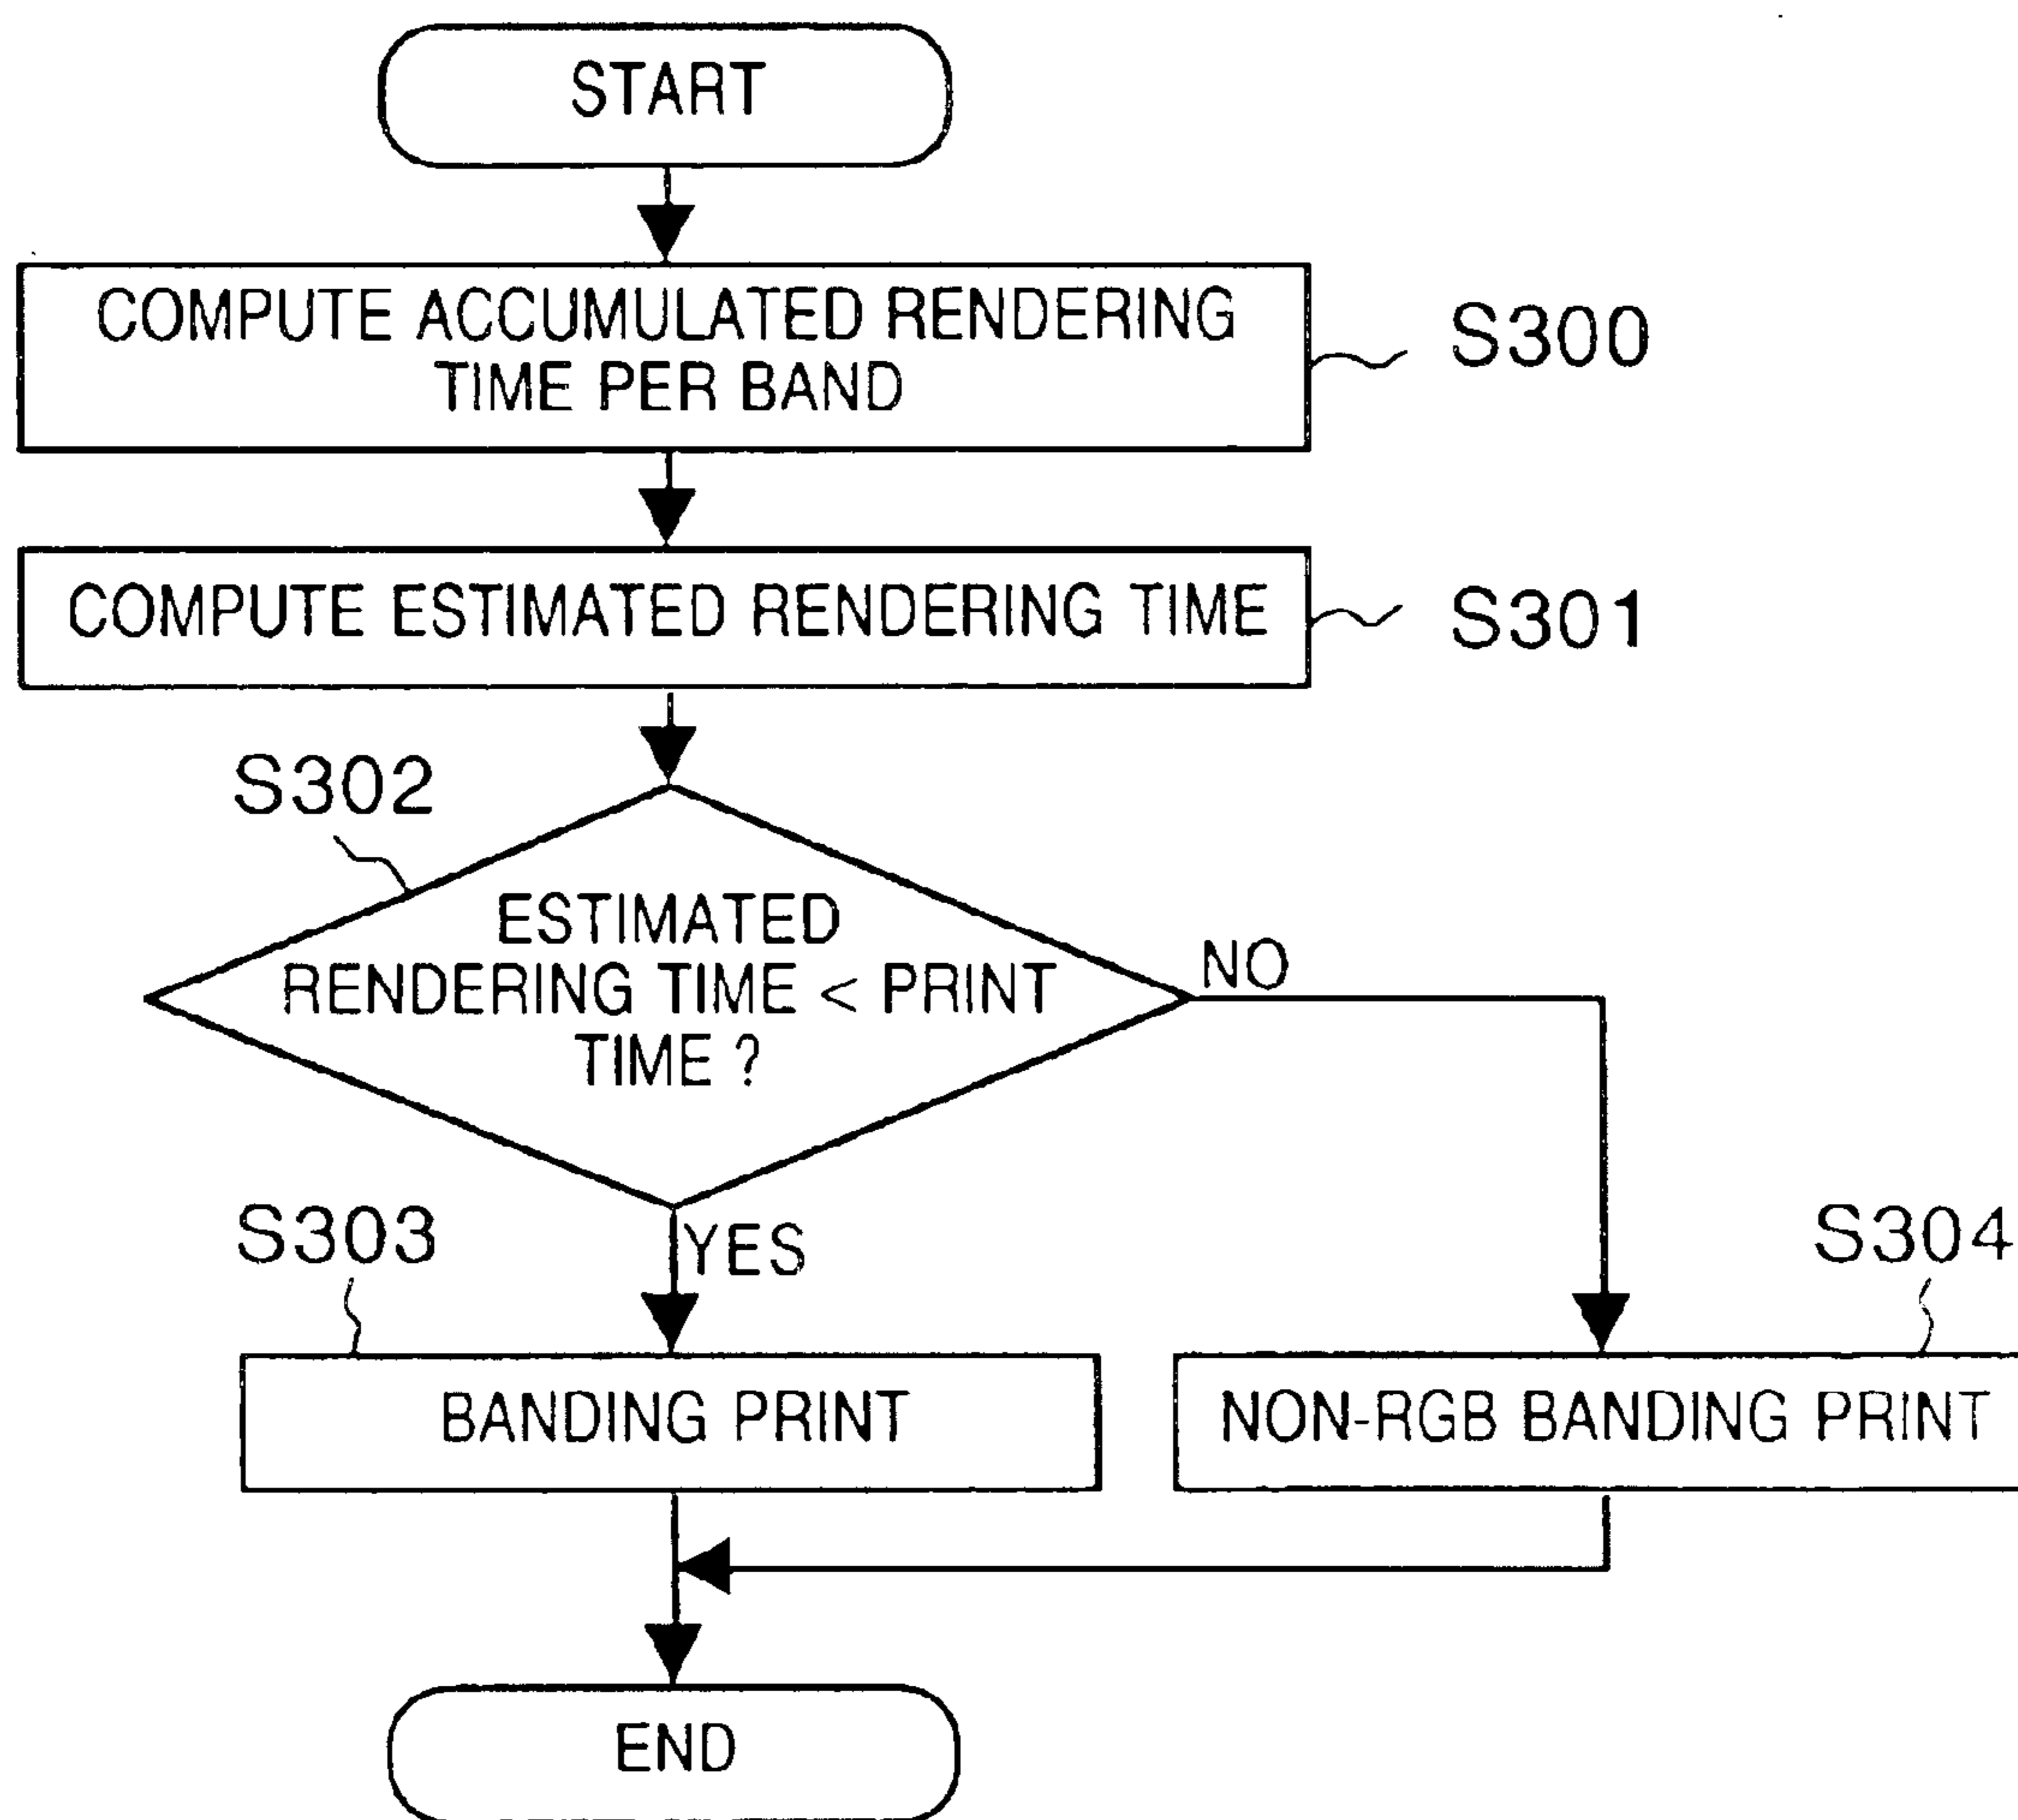 START
COMPUTE ACCUMULATED RENDERING
TIME PER BAND
S300
COMPUTE ESTIMATED RENDERING TIME
S301
S302
ESTIMATED
RENDERING TIME < PRINT
TIME ?
NO
YES
S303
S304
BANDING PRINT
NON-RGB BANDING PRINT
END